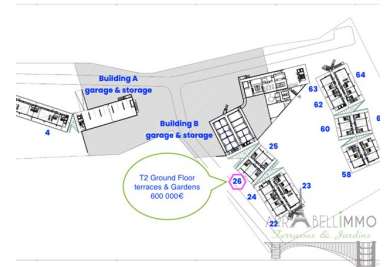 Building A
garage & storage
Building B
garage & storage
4
63
64
62
60
58
25
26
24
23
22
T2 Ground Floor
terraces & Gardens
600 000€
ABELLIMMO
Terrasses & Jardins